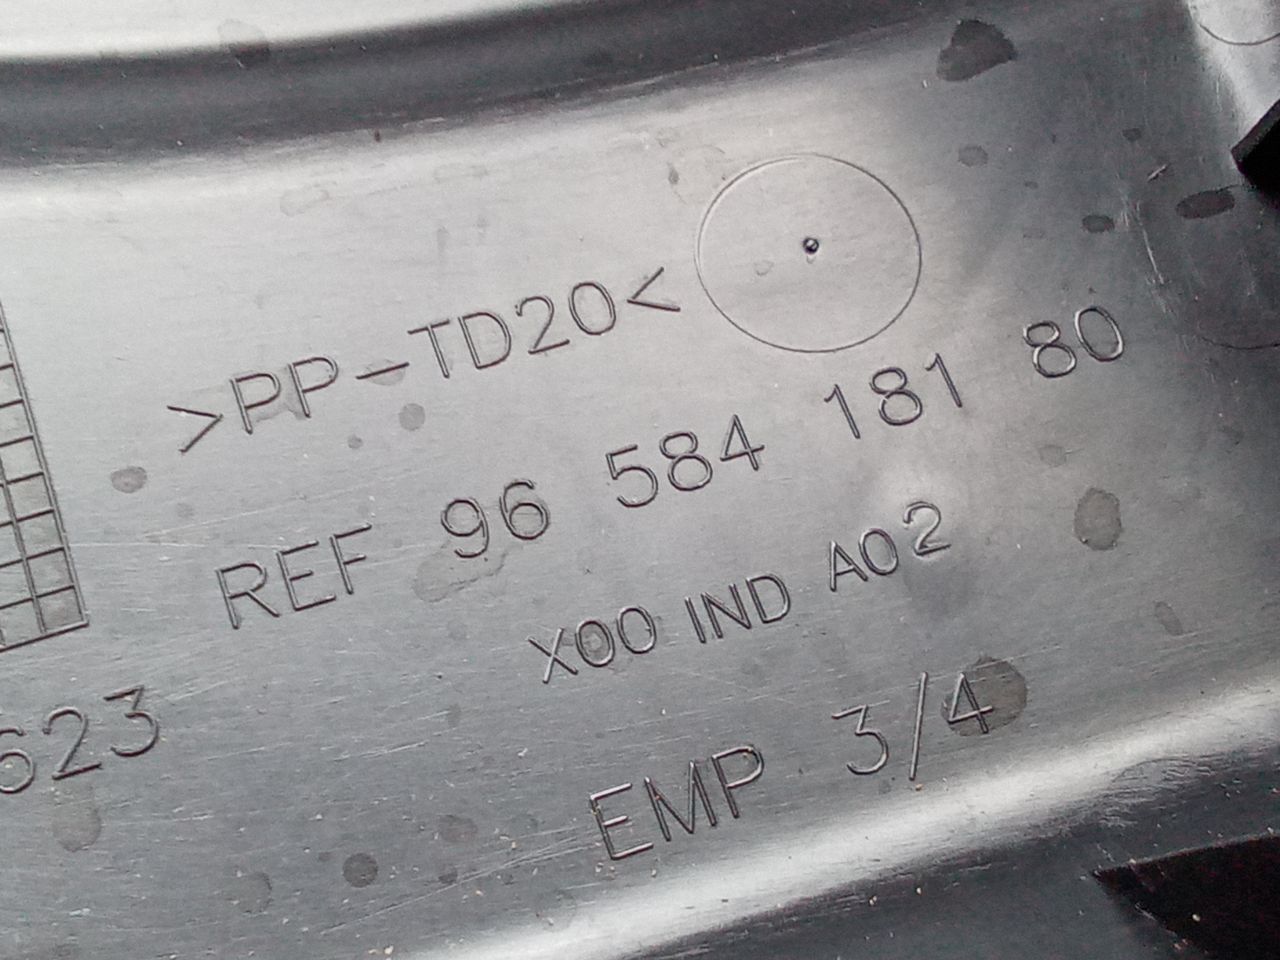 >PP-TD20<
REF 96 584 181 80
X00 IND A02
EMP 3/4
623